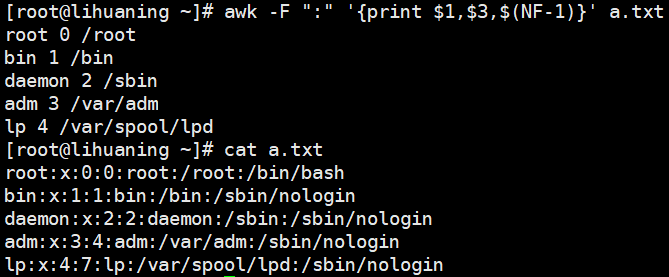 [root@lihuaning ~]# awk -F ":" '{print $1,$3,$(NF-1)}' a.txt
root 0 /root
bin 1 /bin
daemon 2 /sbin
adm 3 /var/adm
lp 4 /var/spool/lpd
[root@lihuaning ~]# cat a.txt
root:x:0:0:root:/root:/bin/bash
bin:x:1:1:bin:/bin:/sbin/nologin
daemon:x:2:2:daemon:/sbin:/sbin/nologin
adm:x:3:4:adm:/var/adm:/sbin/nologin
lp:x:4:7:lp:/var/spool/lpd:/sbin/nologin